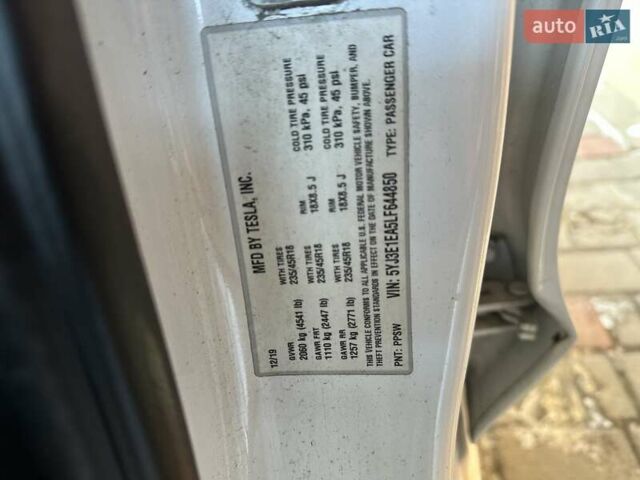 auto RIA
.com
MFD BY TESLA, INC.
12/19
GVWR
2060 kg (4541 lb)
WITH TIRES
235/45R18
RIM
18X8.5 J
COLD TIRE PRESSURE
310 kPa, 45 psi
GAWR FRT
1110 kg (2447 lb)
WITH TIRES
235/45R18
RIM
18X8.5 J
COLD TIRE PRESSURE
310 kPa, 45 psi
GAWR RR
1257 kg (2771 lb)
WITH TIRES
235/45R18
THIS VEHICLE CONFORMS TO ALL APPLICABLE U.S. FEDERAL MOTOR VEHICLE SAFETY, BUMPER, AND
THEFT PREVENTION STANDARDS IN EFFECT ON THE DATE OF MANUFACTURE SHOWN ABOVE.
PNT: PPSW VIN: 5YJ3E1EA5LF644850 TYPE: PASSENGER CAR